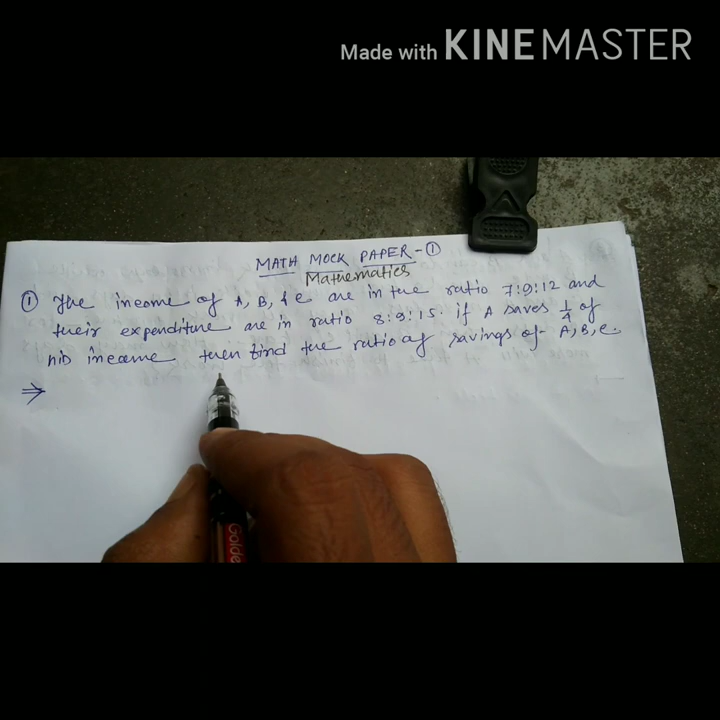 Made with KINEMASTER
MATH MOCK PAPER-①
Mathematics
① The income of A, B, & C are in the ratio 7:9:12 and
their expenditure are in ratio 8:9:15. if A saves 1/4 of
his income then find the ratio of savings of A, B, C.
⇒
Golde